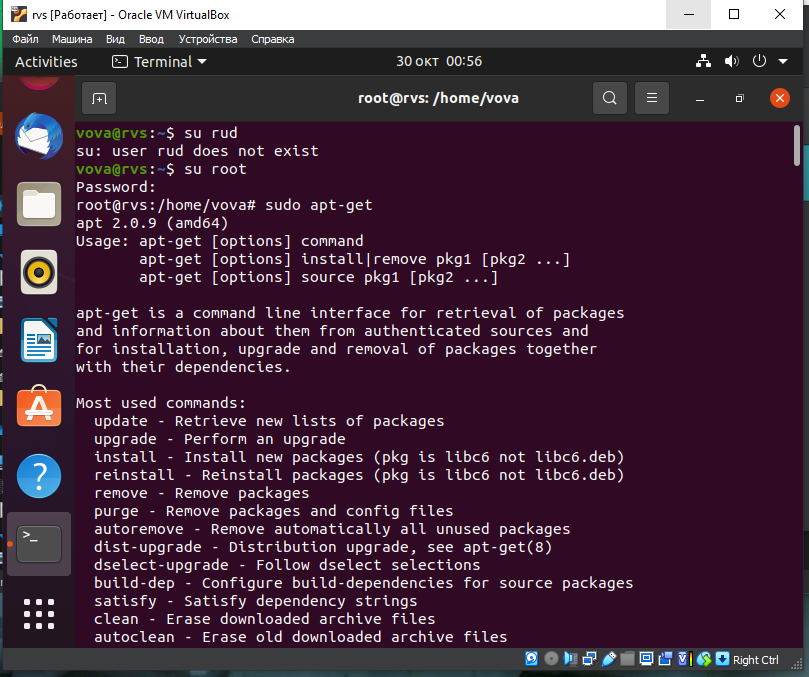 rvs [Работает] - Oracle VM VirtualBox
Файл Машина Вид Ввод Устройства Справка
Activities Terminal 30 окт 00:56
root@rvs: /home/vova
vova@rvs:~$ su rud
su: user rud does not exist
vova@rvs:~$ su root
Password:
root@rvs:/home/vova# sudo apt-get
apt 2.0.9 (amd64)
Usage: apt-get [options] command
       apt-get [options] install|remove pkg1 [pkg2 ...]
       apt-get [options] source pkg1 [pkg2 ...]

apt-get is a command line interface for retrieval of packages
and information about them from authenticated sources and
for installation, upgrade and removal of packages together
with their dependencies.

Most used commands:
  update - Retrieve new lists of packages
  upgrade - Perform an upgrade
  install - Install new packages (pkg is libc6 not libc6.deb)
  reinstall - Reinstall packages (pkg is libc6 not libc6.deb)
  remove - Remove packages
  purge - Remove packages and config files
  autoremove - Remove automatically all unused packages
  dist-upgrade - Distribution upgrade, see apt-get(8)
  dselect-upgrade - Follow dselect selections
  build-dep - Configure build-dependencies for source packages
  satisfy - Satisfy dependency strings
  clean - Erase downloaded archive files
  autoclean - Erase old downloaded archive files
Right Ctrl